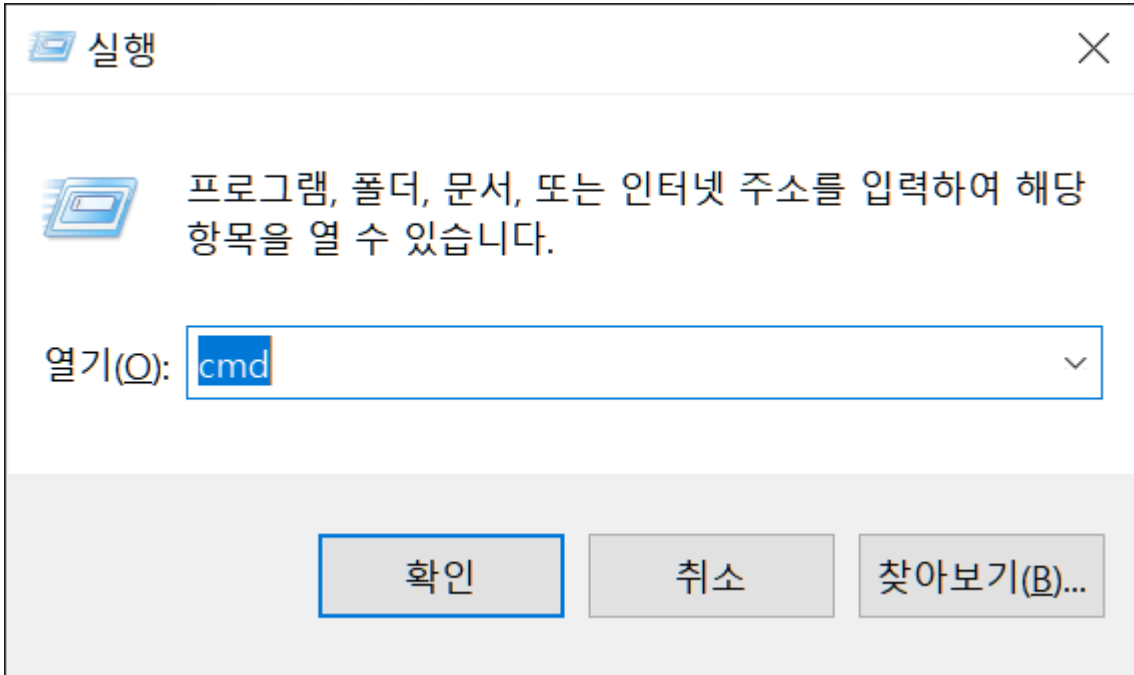 실행
프로그램, 폴더, 문서, 또는 인터넷 주소를 입력하여 해당
항목을 열 수 있습니다.
열기(O): cmd
확인 취소 찾아보기(B)...